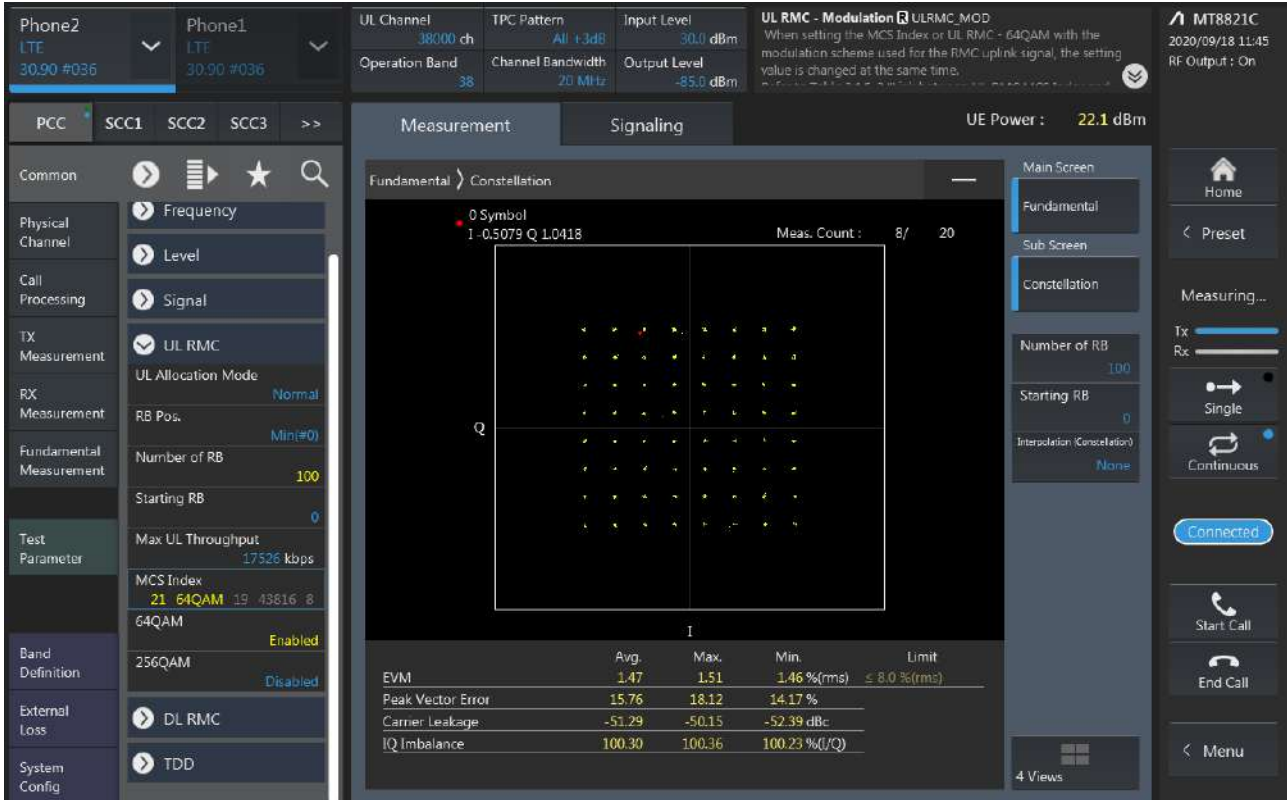 Phone2
LTE
30.90 #036
Phone1
LTE
30.90 #036
UL Channel
38000 ch
TPC Pattern
All +3dB
Input Level
30.0 dBm
Operation Band
38
Channel Bandwidth
20 MHz
Output Level
-85.0 dBm
UL RMC - Modulation R ULRMC_MOD
When setting the MCS Index or UL RMC - 64QAM with the
modulation scheme used for the RMC uplink signal, the setting
value is changed at the same time.
MT8821C
2020/09/18 11:45
RF Output : On
PCC SCC1 SCC2 SCC3 >>
Measurement
Signaling
UE Power : 22.1 dBm
Common
Physical
Channel
Call
Processing
TX
Measurement
RX
Measurement
Fundamental
Measurement
Test
Parameter
Band
Definition
External
Loss
System
Config
Frequency
Level
Signal
UL RMC
UL Allocation Mode
Normal
RB Pos.
Min(#0)
Number of RB
100
Starting RB
0
Max UL Throughput
17526 kbps
MCS Index
21 64QAM 19 43816 8
64QAM
Enabled
256QAM
Disabled
DL RMC
TDD
Fundamental > Constellation
0 Symbol
I -0.5079 Q 1.0418
Meas. Count : 8/ 20
Q
I
Avg. Max. Min. Limit
EVM 1.47 1.51 1.46 %(rms) ≤ 8.0 %(rms)
Peak Vector Error 15.76 18.12 14.17 %
Carrier Leakage -51.29 -50.15 -52.39 dBc
IQ Imbalance 100.30 100.36 100.23 %(I/Q)
Main Screen
Fundamental
Sub Screen
Constellation
Number of RB
100
Starting RB
0
Interpolation (Constellation)
None
4 Views
Home
< Preset
Measuring...
Tx
Rx
Single
Continuous
Connected
Start Call
End Call
< Menu